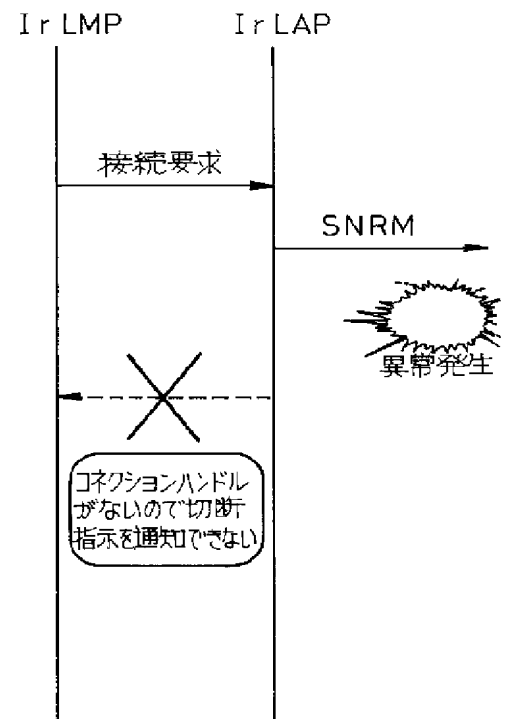 IrLMP IrLAP
接続要求
SNRM
異常発生
コネクションハンドル
がないので切断
指示を通知できない